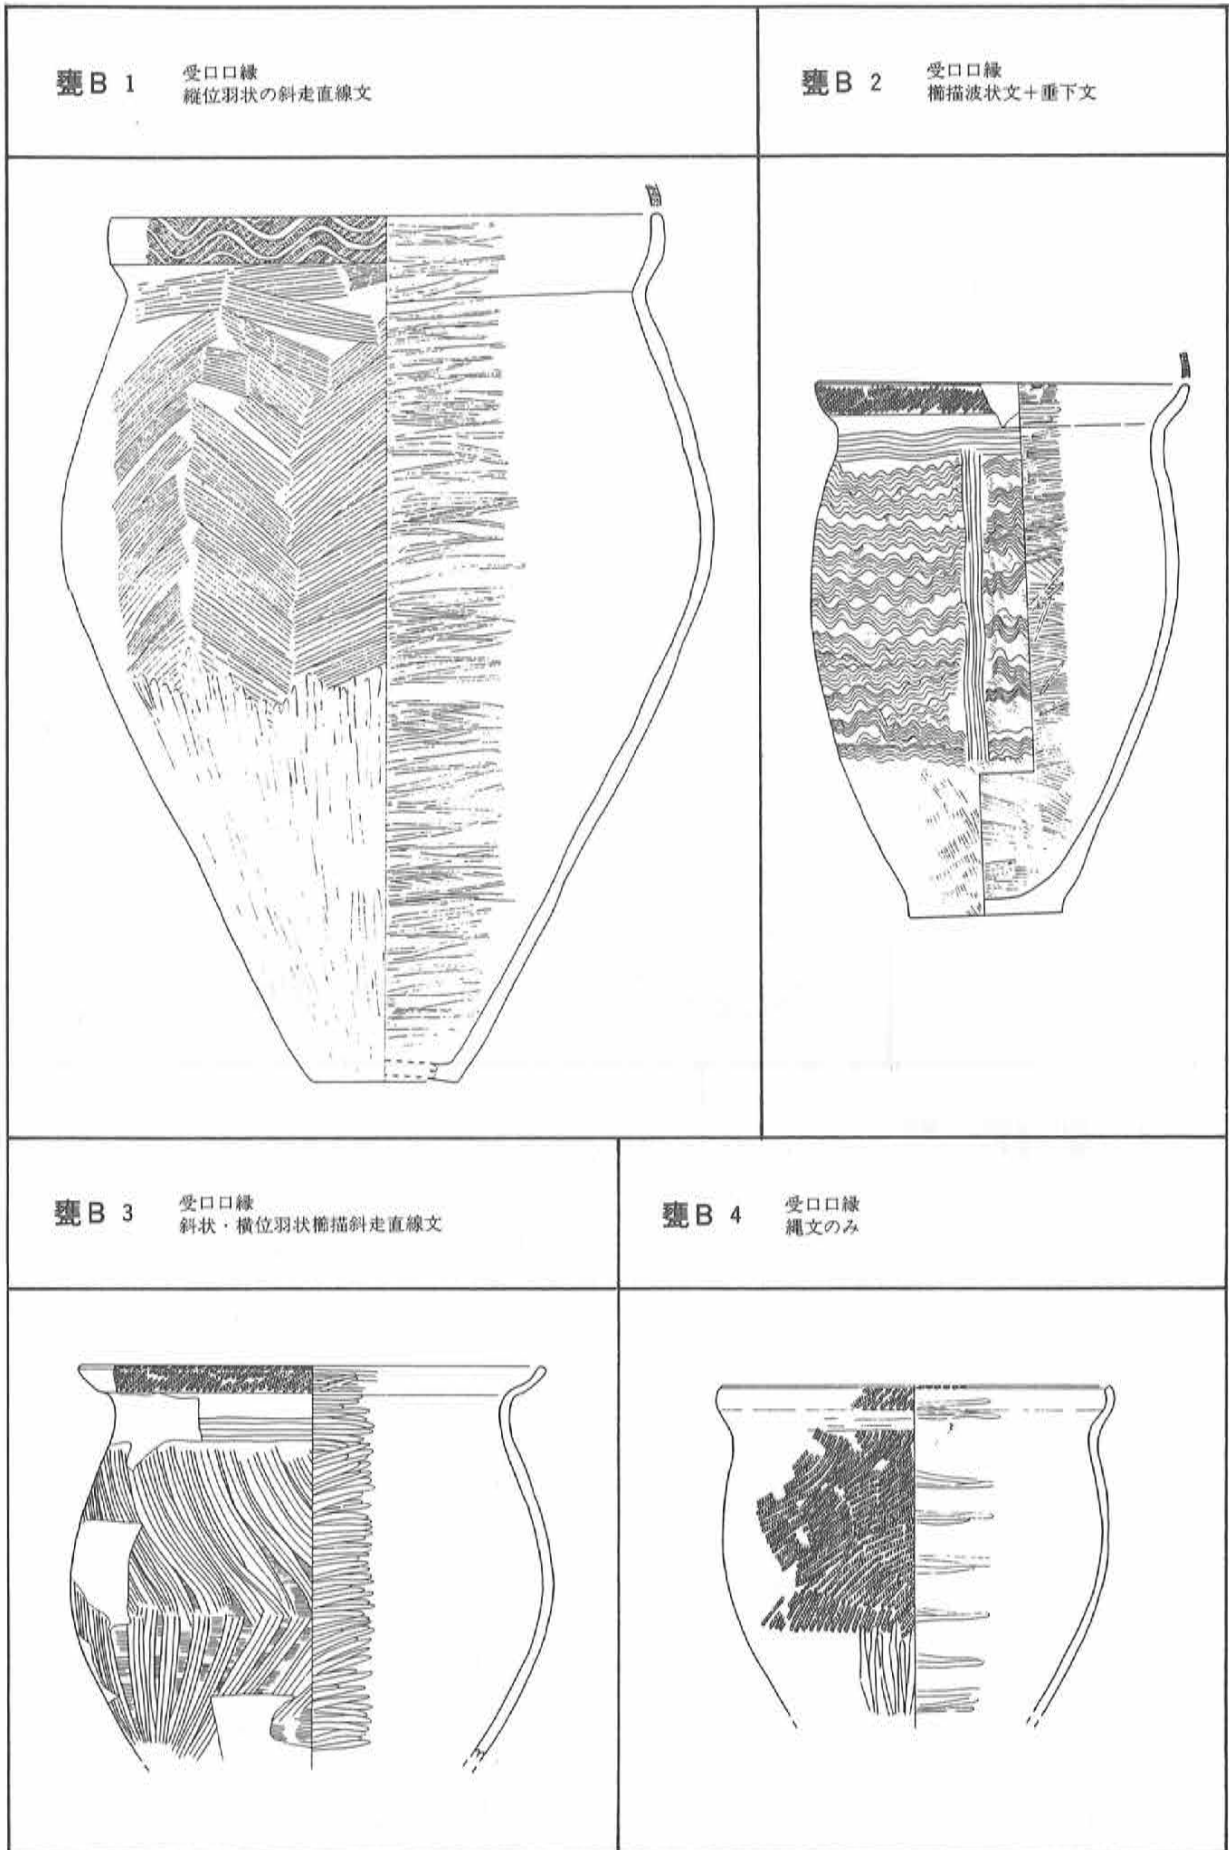 甕B 1
受口口縁
縦位羽状の斜走直線文
甕B 2
受口口縁
櫛描波状文＋垂下文
甕B 3
受口口縁
斜状・横位羽状櫛描斜走直線文
甕B 4
受口口縁
縄文のみ